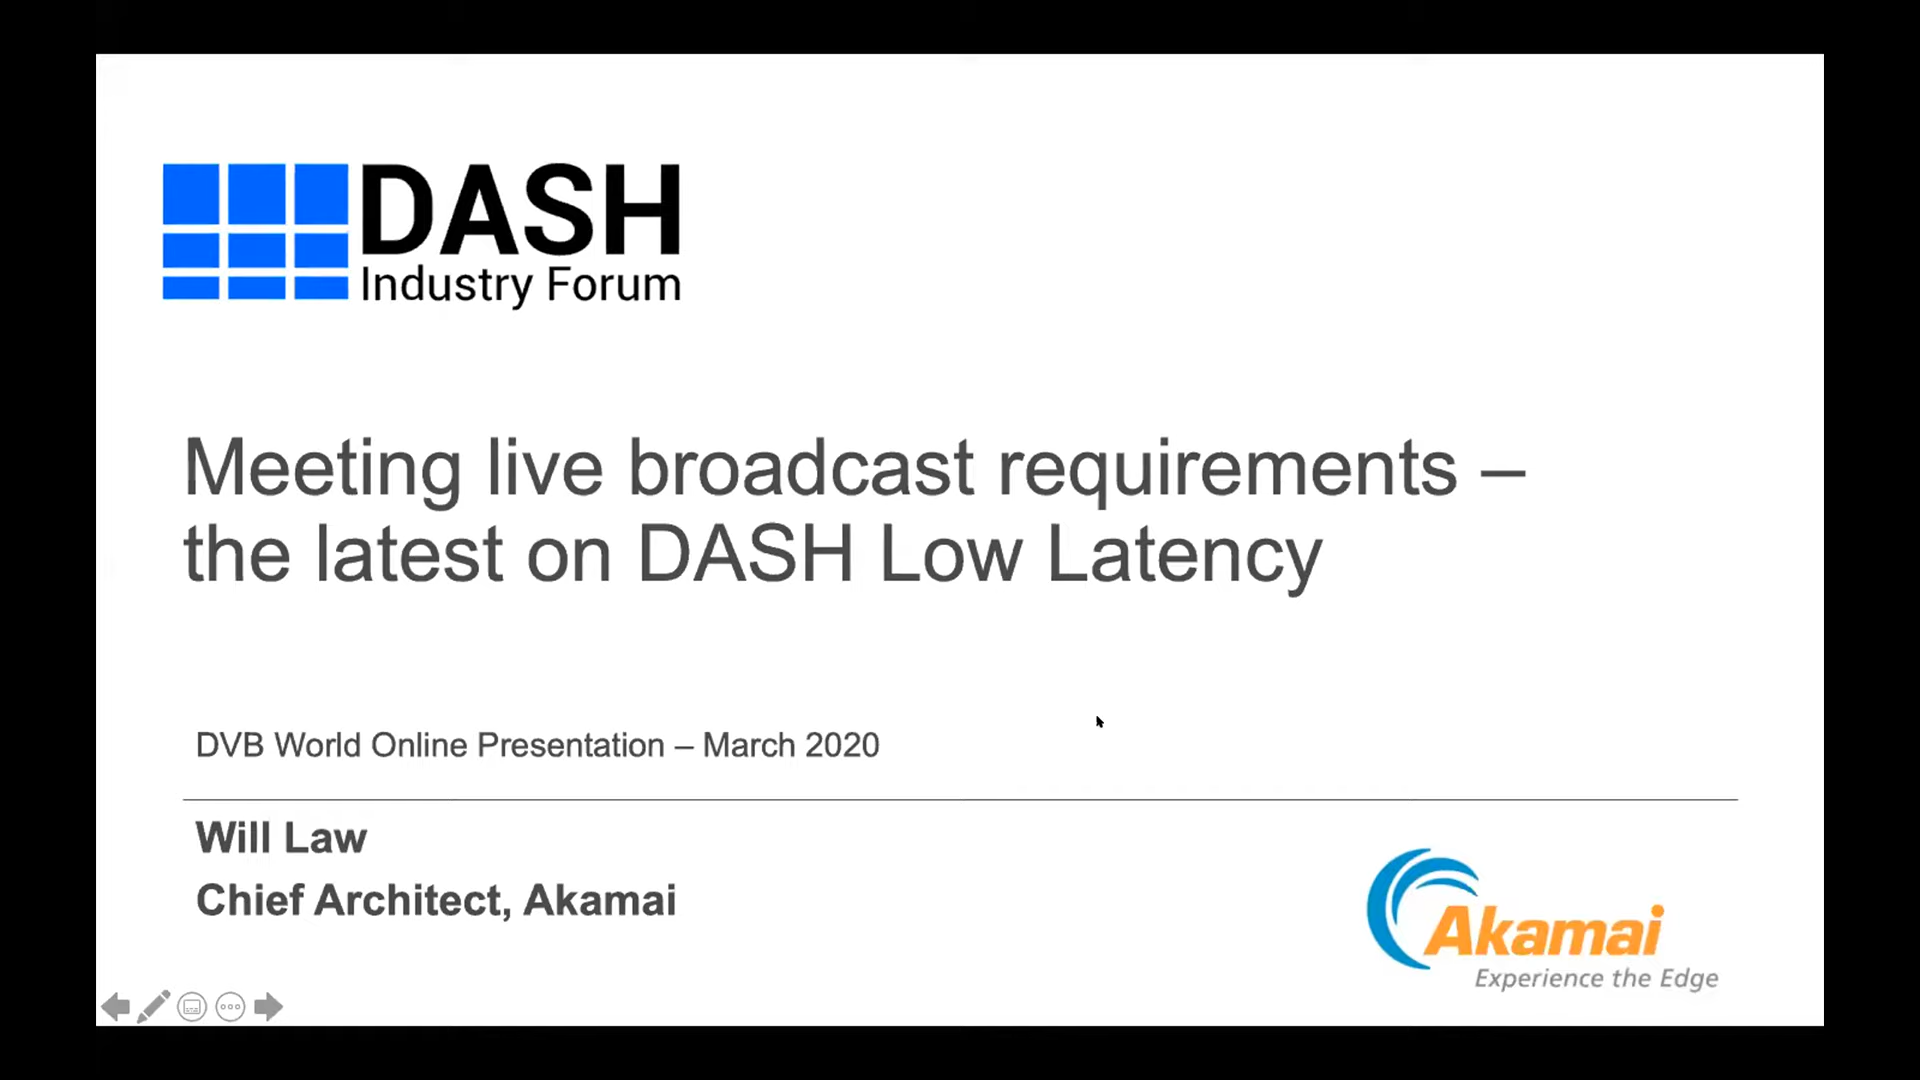 DASH
Industry Forum
Meeting live broadcast requirements –
the latest on DASH Low Latency
DVB World Online Presentation – March 2020
Will Law
Chief Architect, Akamai
Akamai
Experience the Edge